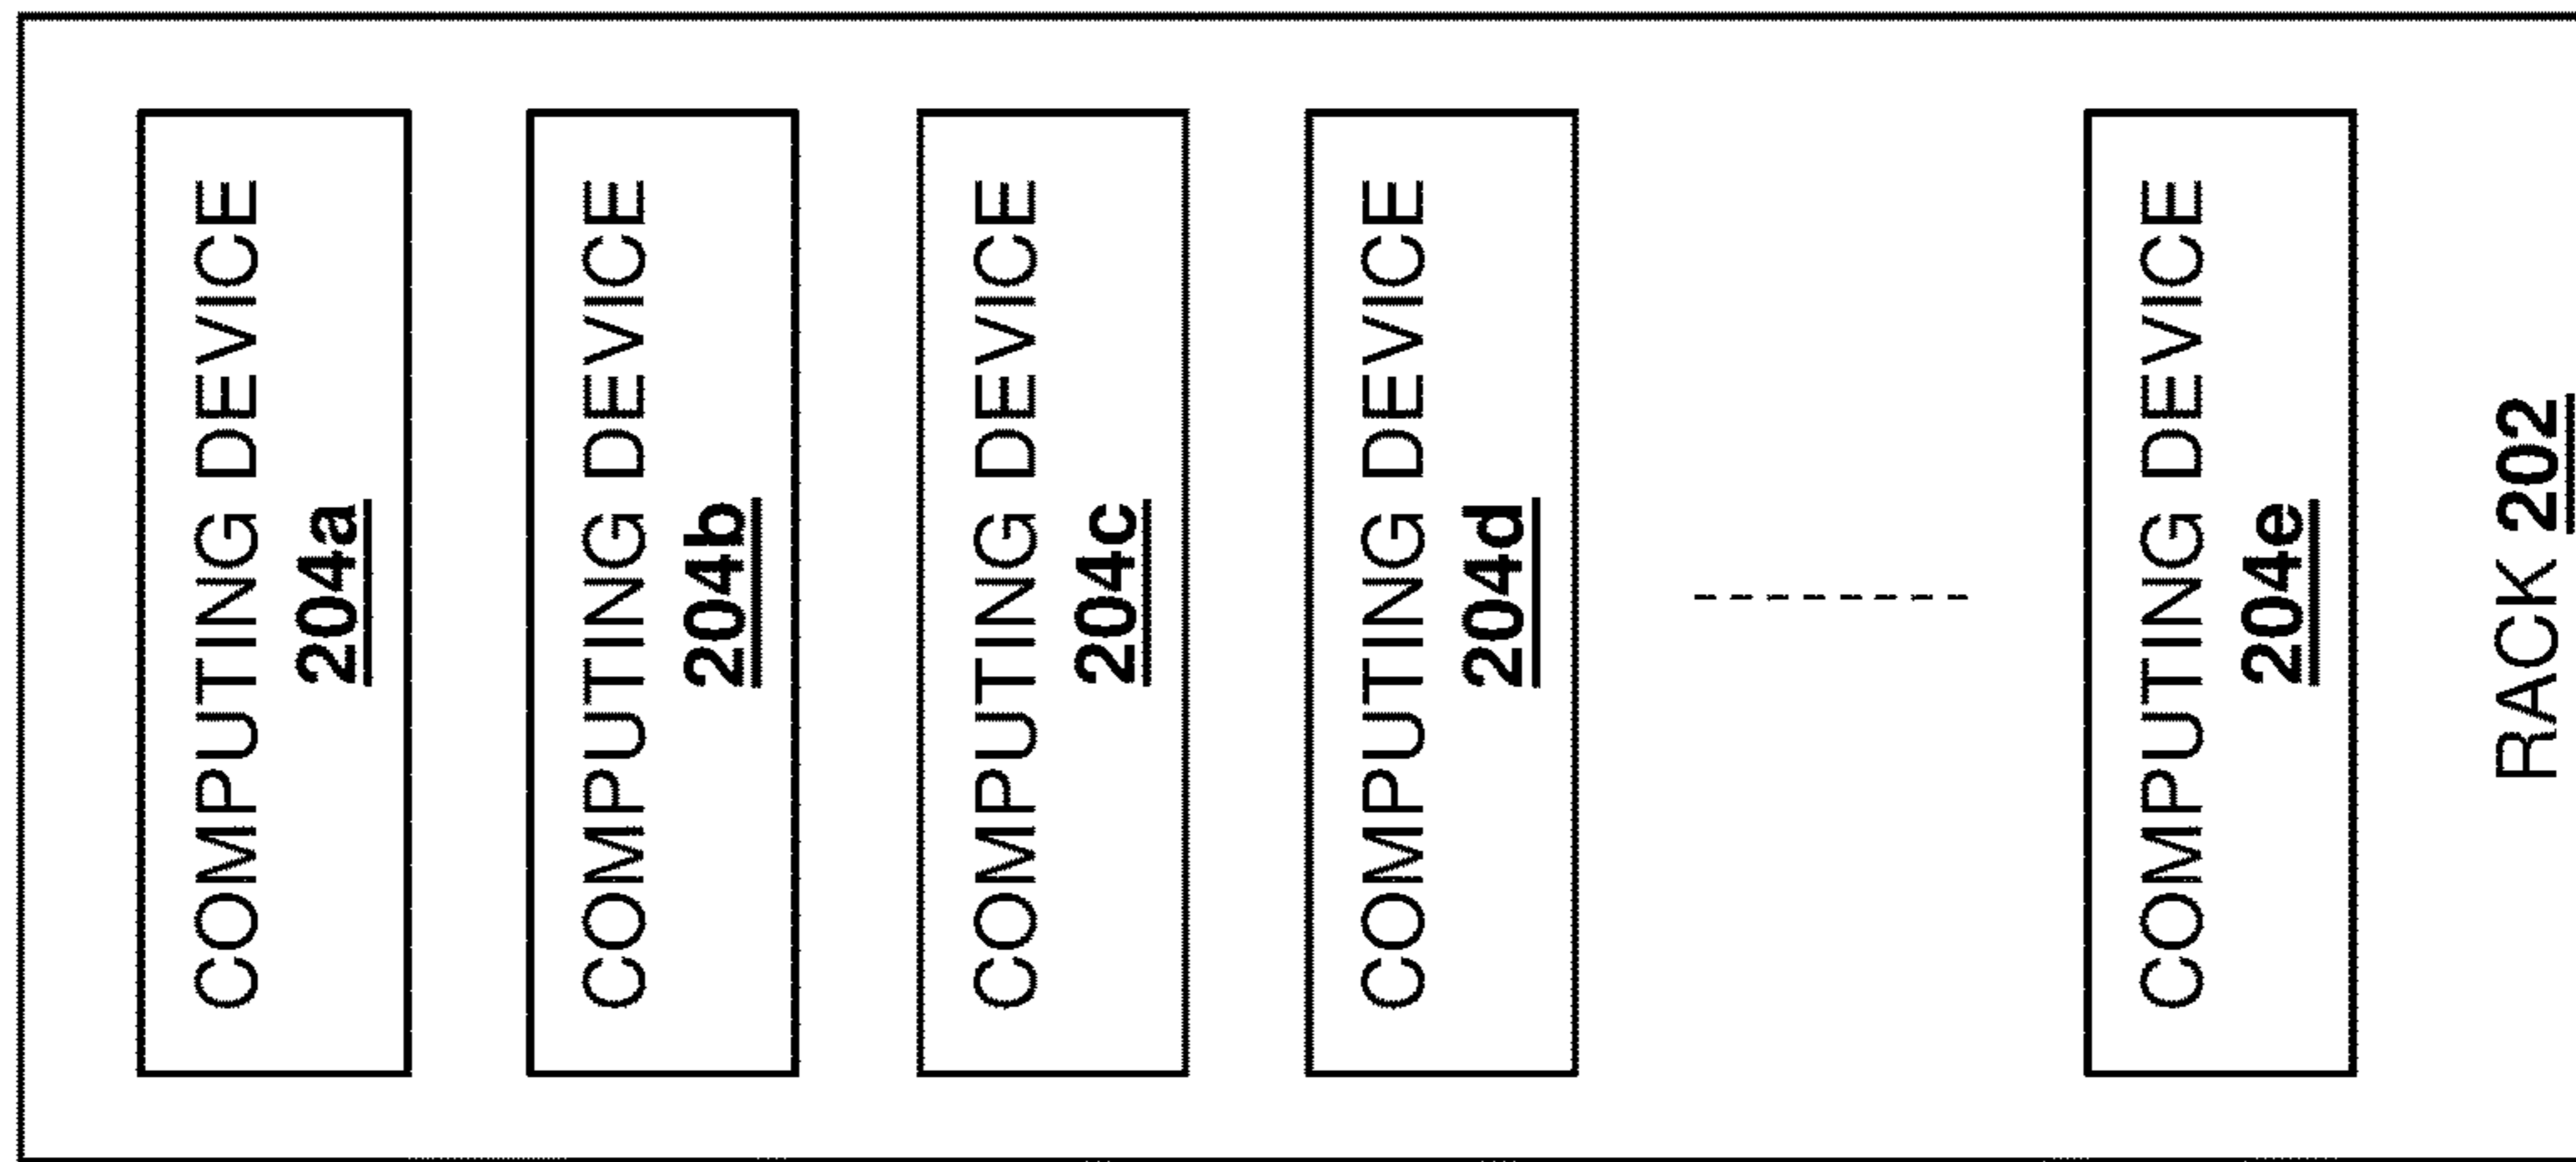 COMPUTING DEVICE
204a
COMPUTING DEVICE
204b
COMPUTING DEVICE
204c
COMPUTING DEVICE
204d
COMPUTING DEVICE
204e
RACK 202